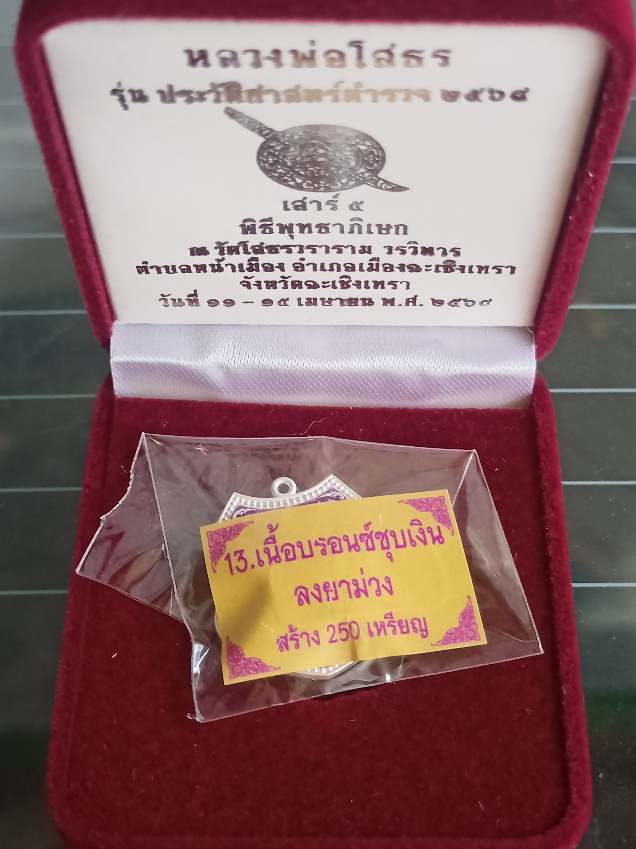 หลวงพ่อโสธร
รุ่น ประวัติศาสตร์ตำรวจ ๒๕๖๘
เสาร์ ๕
พิธีพุทธาภิเษก
ณ วัดโสธรวราราม วรวิหาร
ตำบลหน้าเมือง อำเภอเมืองฉะเชิงเทรา
จังหวัดฉะเชิงเทรา
วันที่ ๑๑ - ๑๕ เมษายน พ.ศ. ๒๕๖๙
13.เนื้อบรอนซ์ชุบเงิน
ลงยาม่วง
สร้าง 250 เหรียญ